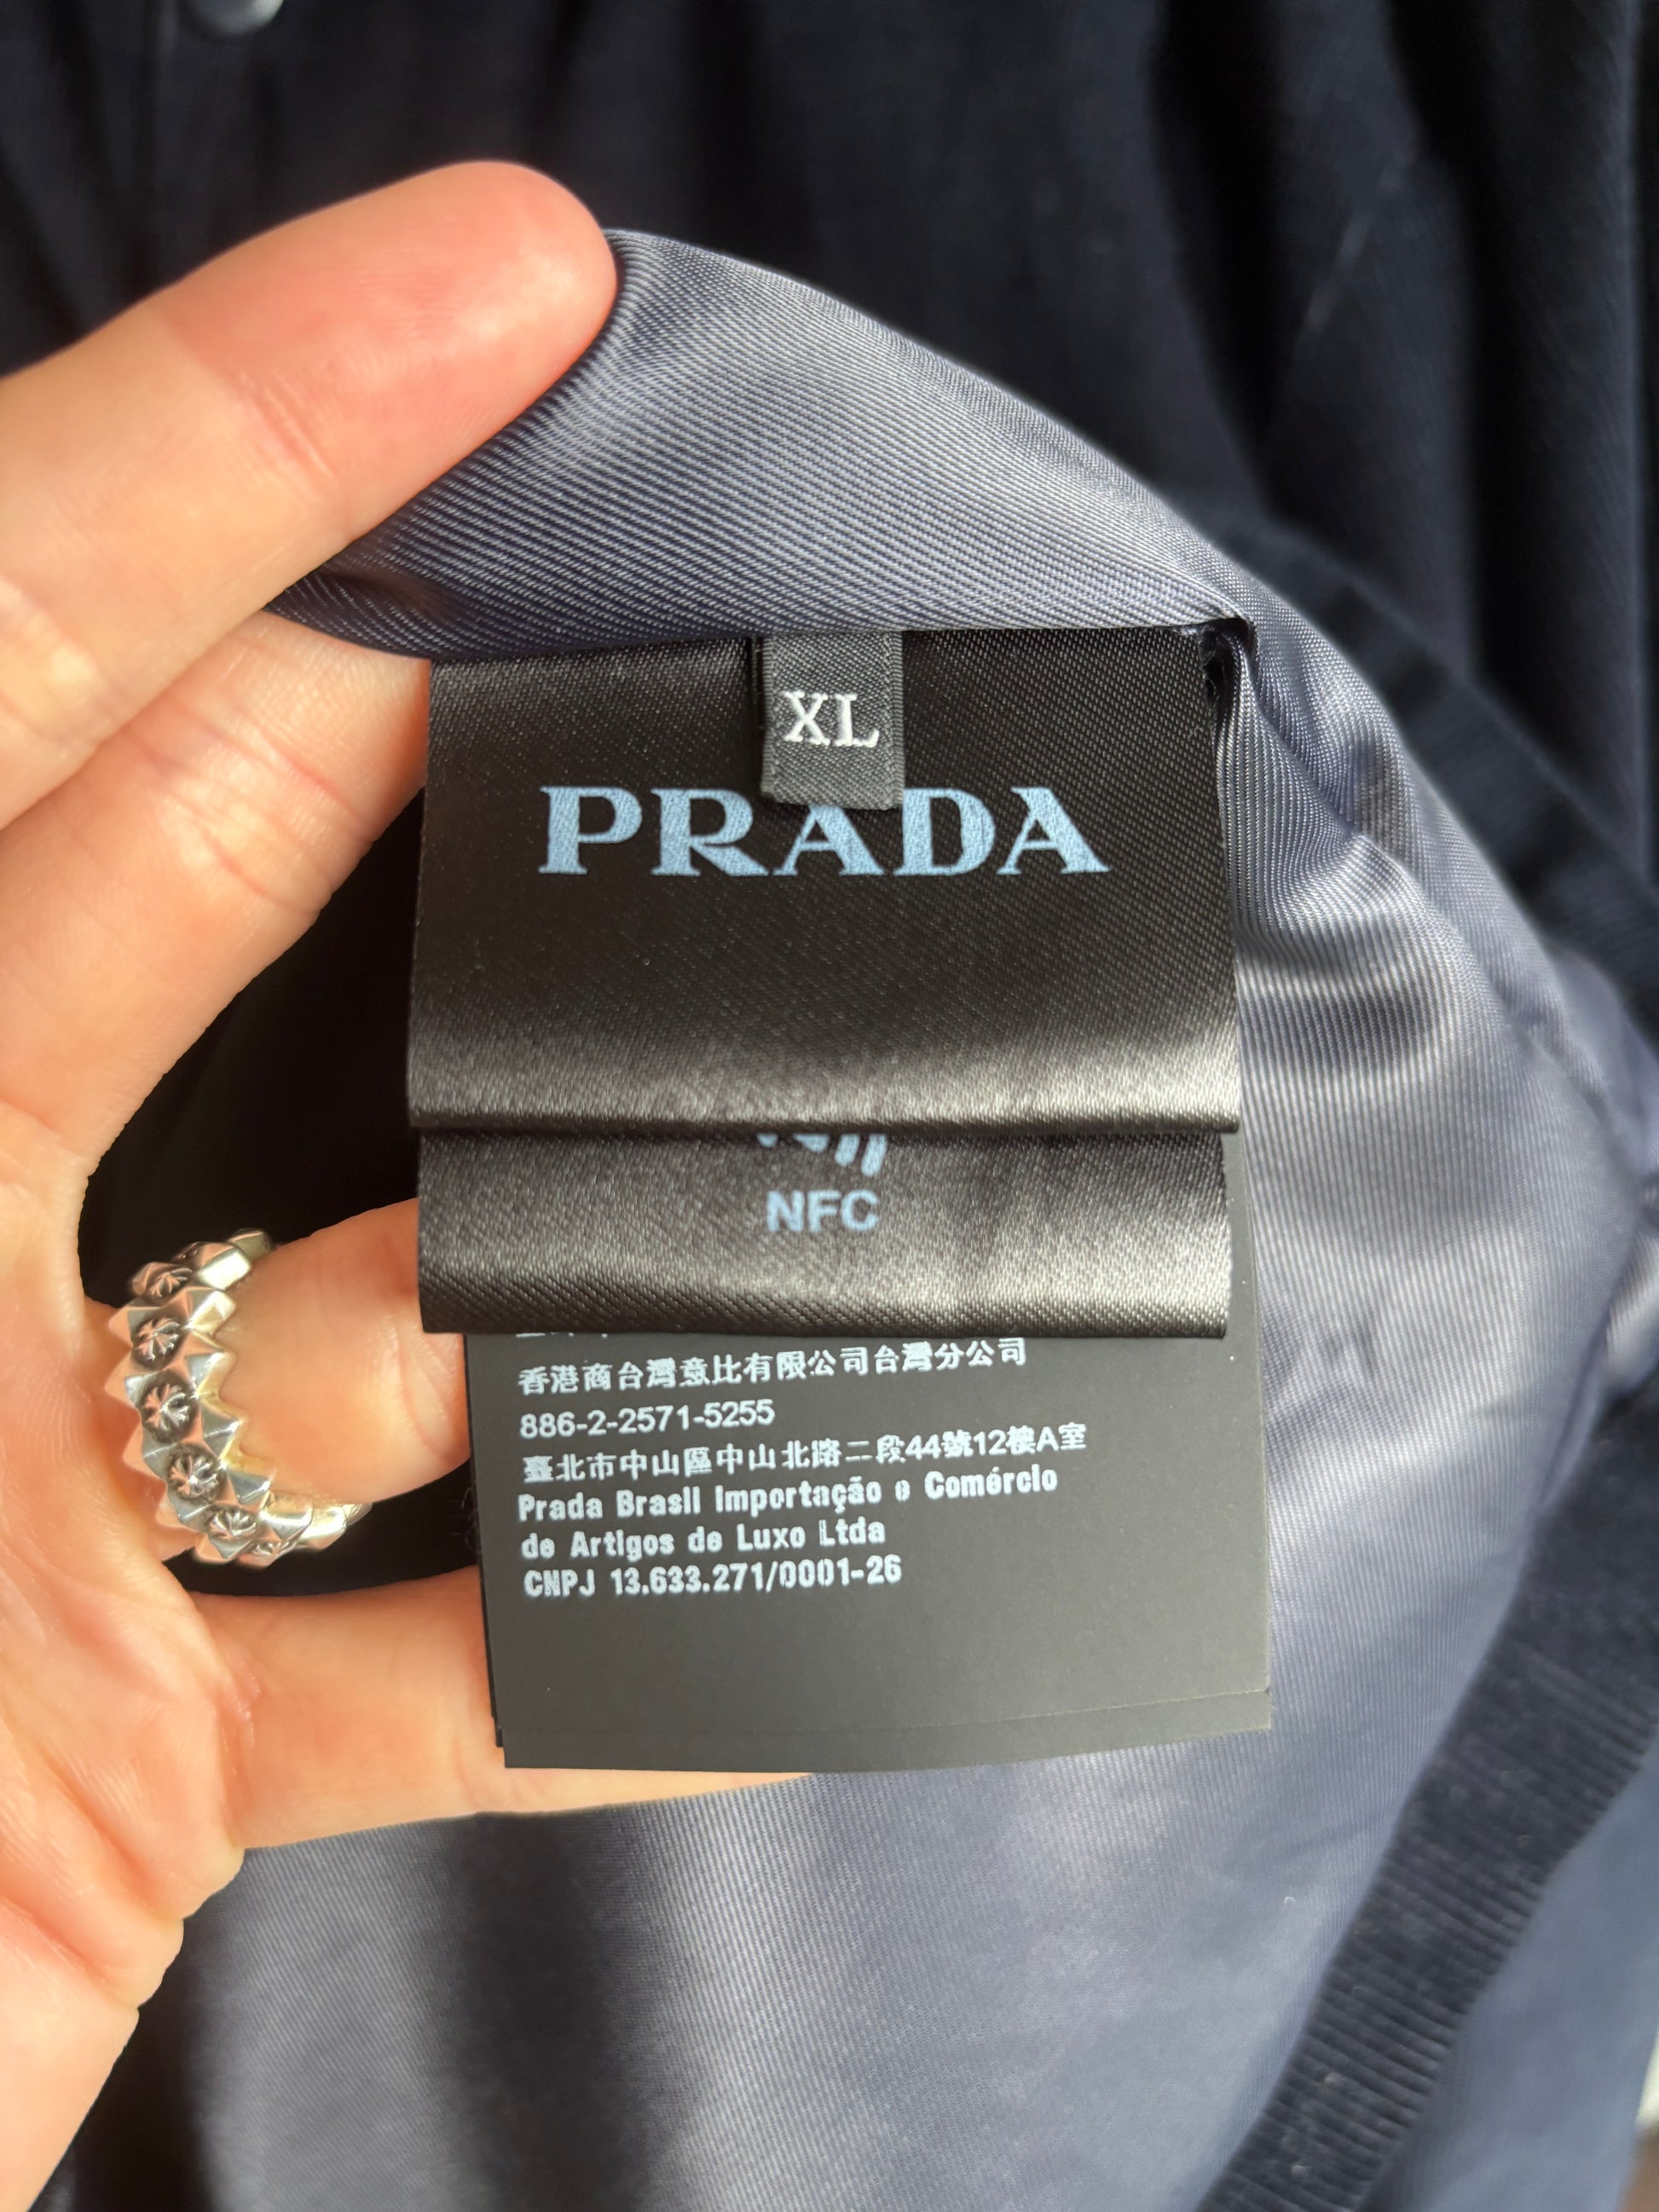 XL
PRADA
NFC
香港商台灣意比有限公司台灣分公司
886-2-2571-5255
臺北市中山區中山北路二段44號12樓A室
Prada Brasil Importação e Comércio
de Artigos de Luxo Ltda
CNPJ 13.633.271/0001-26